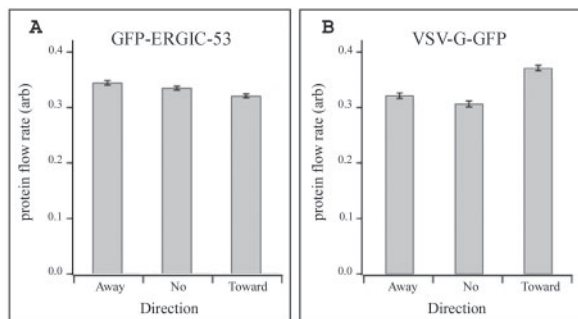 A
GFP-ERGIC-53
0.4
0.3
0.2
0.1
0.0
protein flow rate (arb)
Away No Toward
Direction
B
VSV-G-GFP
0.4
0.3
0.2
0.1
0.0
protein flow rate (arb)
Away No Toward
Direction